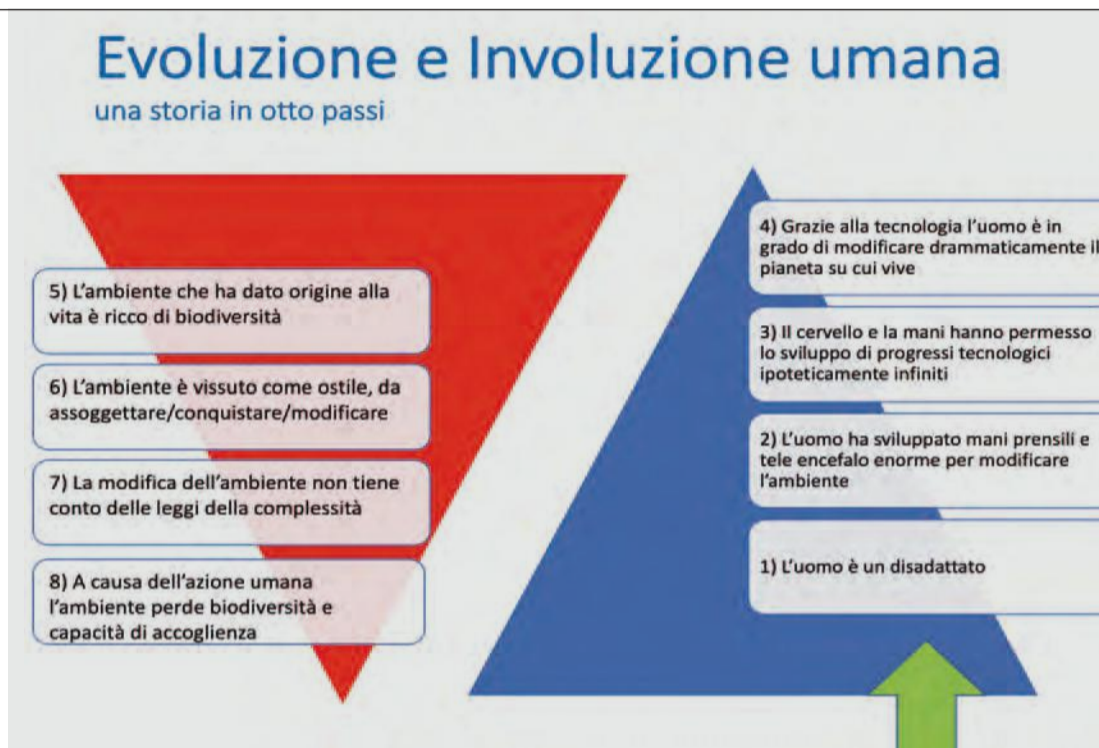 Evoluzione e Involuzione umana
una storia in otto passi
5) L'ambiente che ha dato origine alla
vita è ricco di biodiversità
6) L'ambiente è vissuto come ostile, da
assoggettare/conquistare/modificare
7) La modifica dell'ambiente non tiene
conto delle leggi della complessità
8) A causa dell'azione umana
l'ambiente perde biodiversità e
capacità di accoglienza
4) Grazie alla tecnologia l'uomo è in
grado di modificare drammaticamente il
pianeta su cui vive
3) Il cervello e la mani hanno permesso
lo sviluppo di progressi tecnologici
ipoteticamente infiniti
2) L'uomo ha sviluppato mani prensili e
tele encefalo enorme per modificare
l'ambiente
1) L'uomo è un disadattato